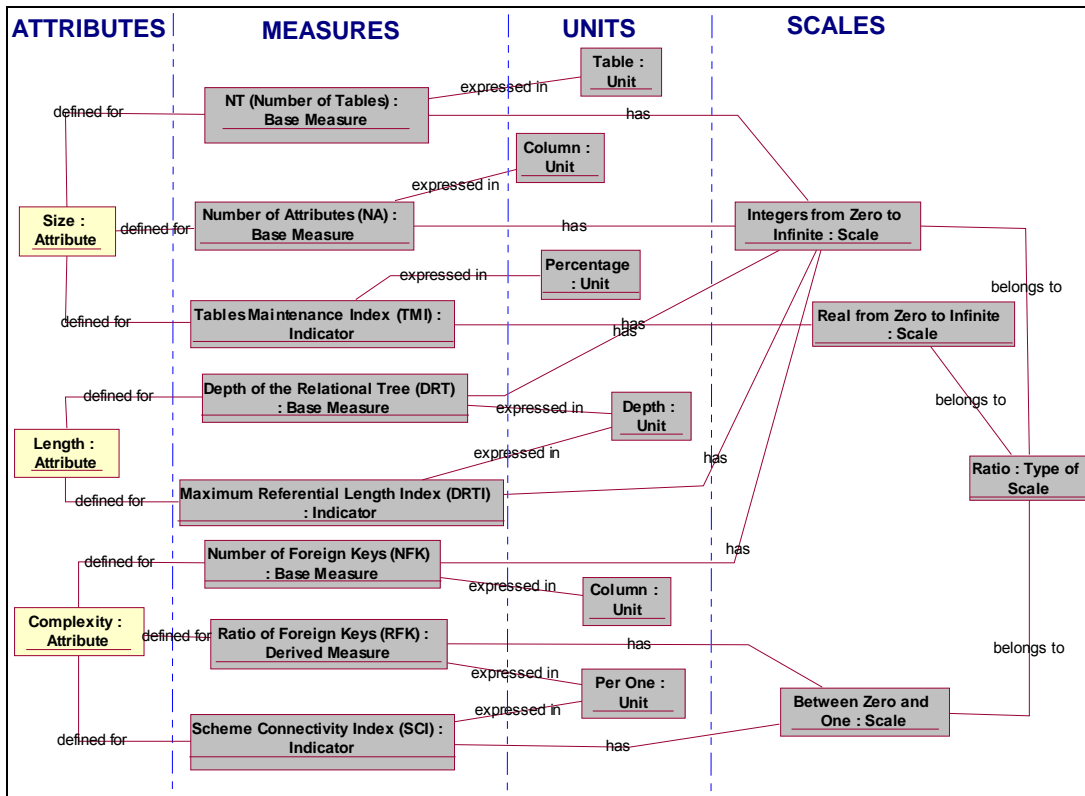 ATTRIBUTES
MEASURES
UNITS
SCALES
Table :
Unit
expressed in
defined for
NT (Number of Tables) :
Base Measure
has
Column :
Unit
expressed in
Size :
Attribute
defined for
Number of Attributes (NA) :
Base Measure
has
Integers from Zero to
Infinite : Scale
expressed in
Percentage
: Unit
belongs to
defined for
Tables Maintenance Index (TMI) :
Indicator
has
has
Real from Zero to Infinite
: Scale
defined for
Depth of the Relational Tree (DRT)
: Base Measure
expressed in
Depth :
Unit
belongs to
Length :
Attribute
expressed in
has
Ratio : Type of
Scale
defined for
Maximum Referential Length Index (DRTI)
: Indicator
defined for
Number of Foreign Keys (NFK)
: Base Measure
has
expressed in
Column :
Unit
Complexity :
Attribute
defined for
Ratio of Foreign Keys (RFK) :
Derived Measure
has
belongs to
expressed in
Per One :
Unit
expressed in
Between Zero and
One : Scale
defined for
Scheme Connectivity Index (SCI) :
Indicator
has